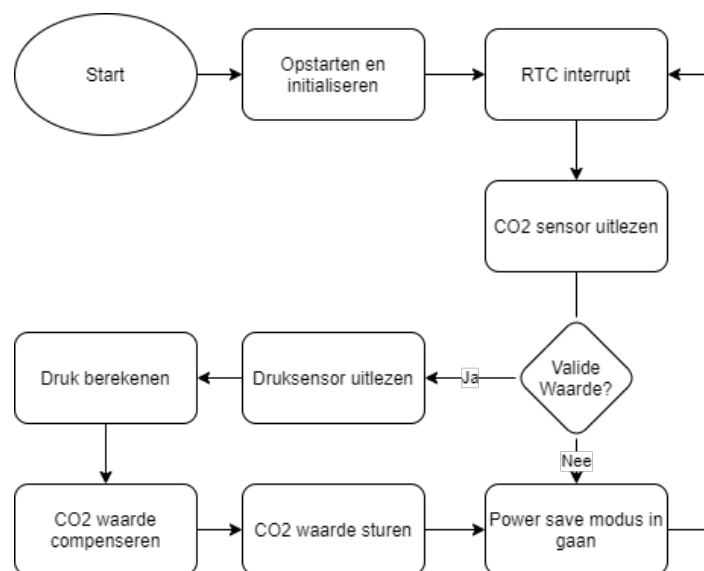 Start
Opstarten en
initialiseren
RTC interrupt
CO2 sensor uitlezen
Valide
Waarde?
Ja
Nee
Druksensor uitlezen
Druk berekenen
CO2 waarde
compenseren
CO2 waarde sturen
Power save modus in
gaan